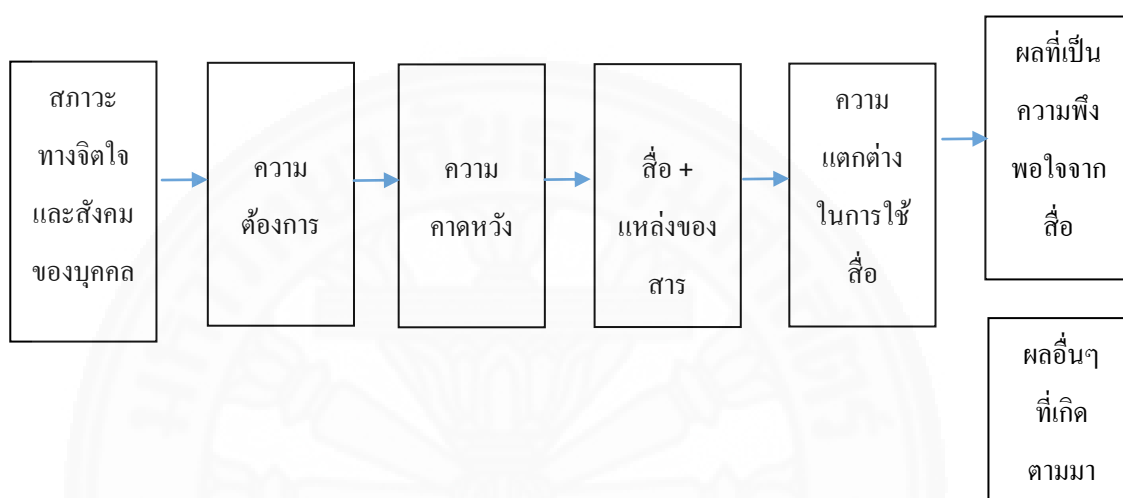 สภาวะ
ทางจิตใจ
และสังคม
ของบุคคล
ความ
ต้องการ
ความ
คาดหวัง
สื่อ +
แหล่งของ
สาร
ความ
แตกต่าง
ในการใช้
สื่อ
ผลที่เป็น
ความพึง
พอใจจาก
สื่อ
ผลอื่นๆ
ที่เกิด
ตามมา